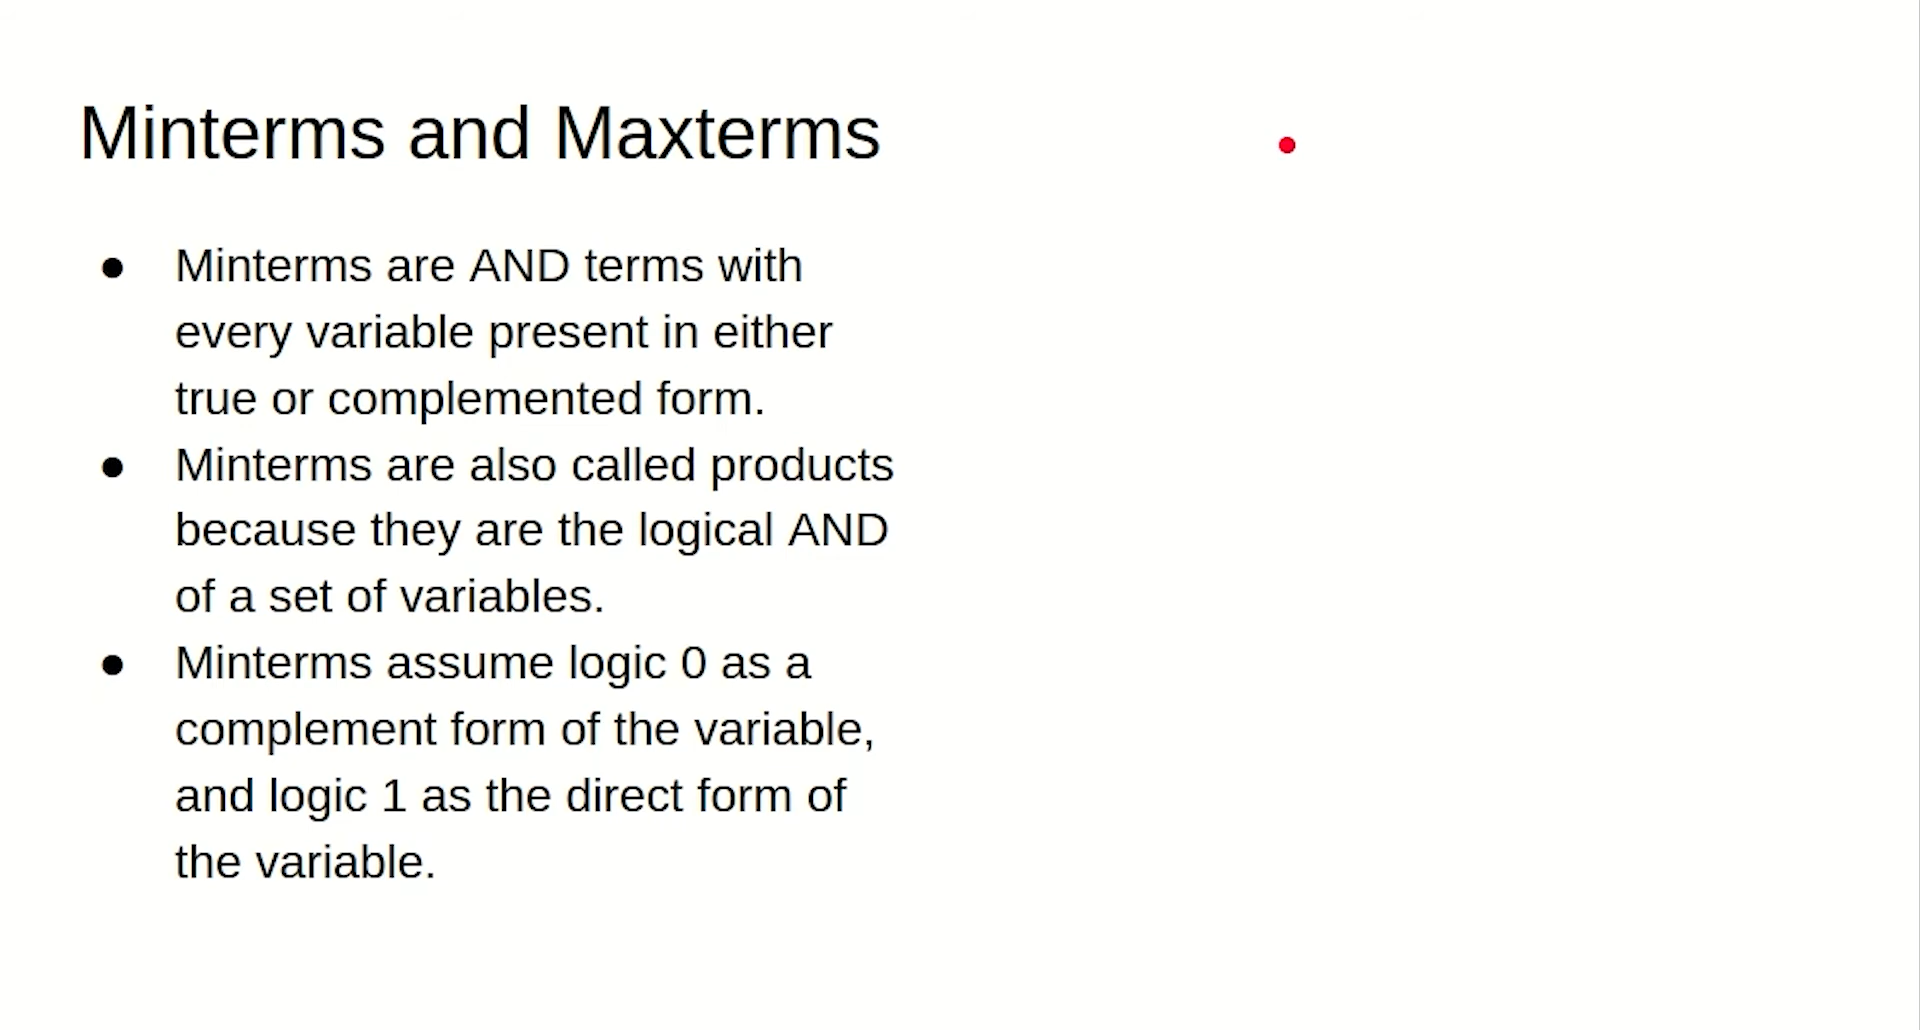 Minterms and Maxterms
● Minterms are AND terms with
every variable present in either
true or complemented form.
● Minterms are also called products
because they are the logical AND
of a set of variables.
● Minterms assume logic 0 as a
complement form of the variable,
and logic 1 as the direct form of
the variable.